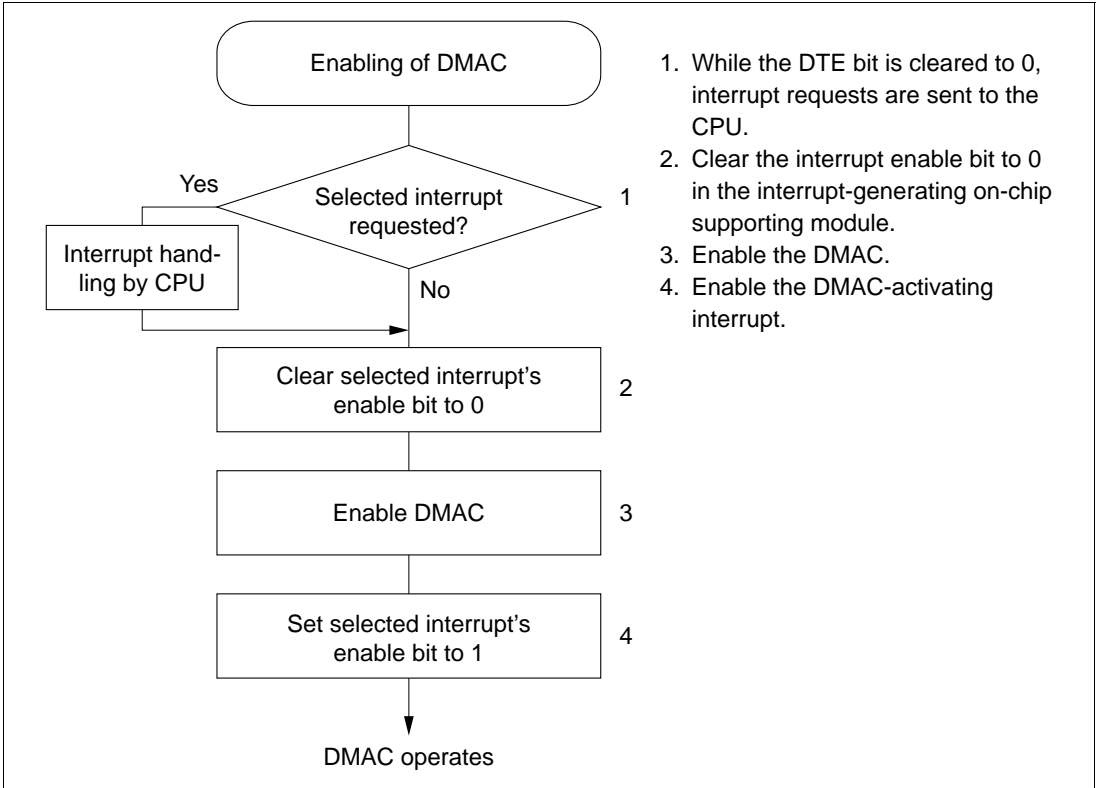 Enabling of DMAC
Yes
Selected interrupt
requested?
1
Interrupt hand-
ling by CPU
No
Clear selected interrupt's
enable bit to 0
2
Enable DMAC
3
Set selected interrupt's
enable bit to 1
4
DMAC operates
1. While the DTE bit is cleared to 0,
interrupt requests are sent to the
CPU.
2. Clear the interrupt enable bit to 0
in the interrupt-generating on-chip
supporting module.
3. Enable the DMAC.
4. Enable the DMAC-activating
interrupt.